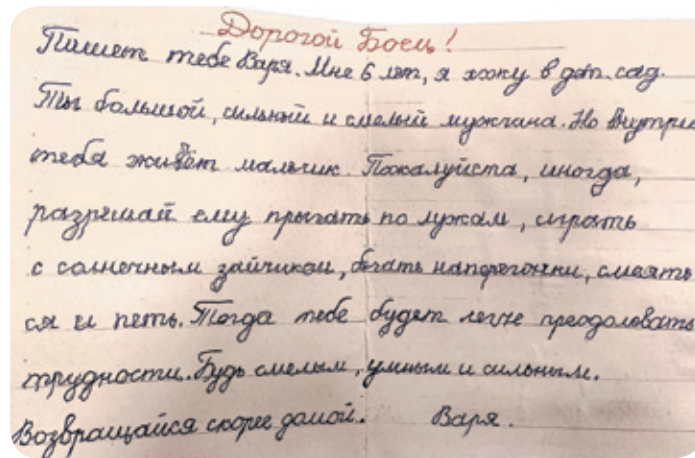 Дорогой Боец!
Пишет тебе Варя. Мне 6 лет, я хожу в дет. сад.
Ты большой, сильный и смелый мужчина. Но внутри
тебя живёт мальчик. Пожалуйста, иногда,
разрешай ему прыгать по лужам, играть
с солнечным зайчиком, бегать наперегонки, смеять
ся и петь. Тогда тебе будет легче преодоловать
трудности. Будь смелым, умным и сильным.
Возвращайся скорее домой. Варя.